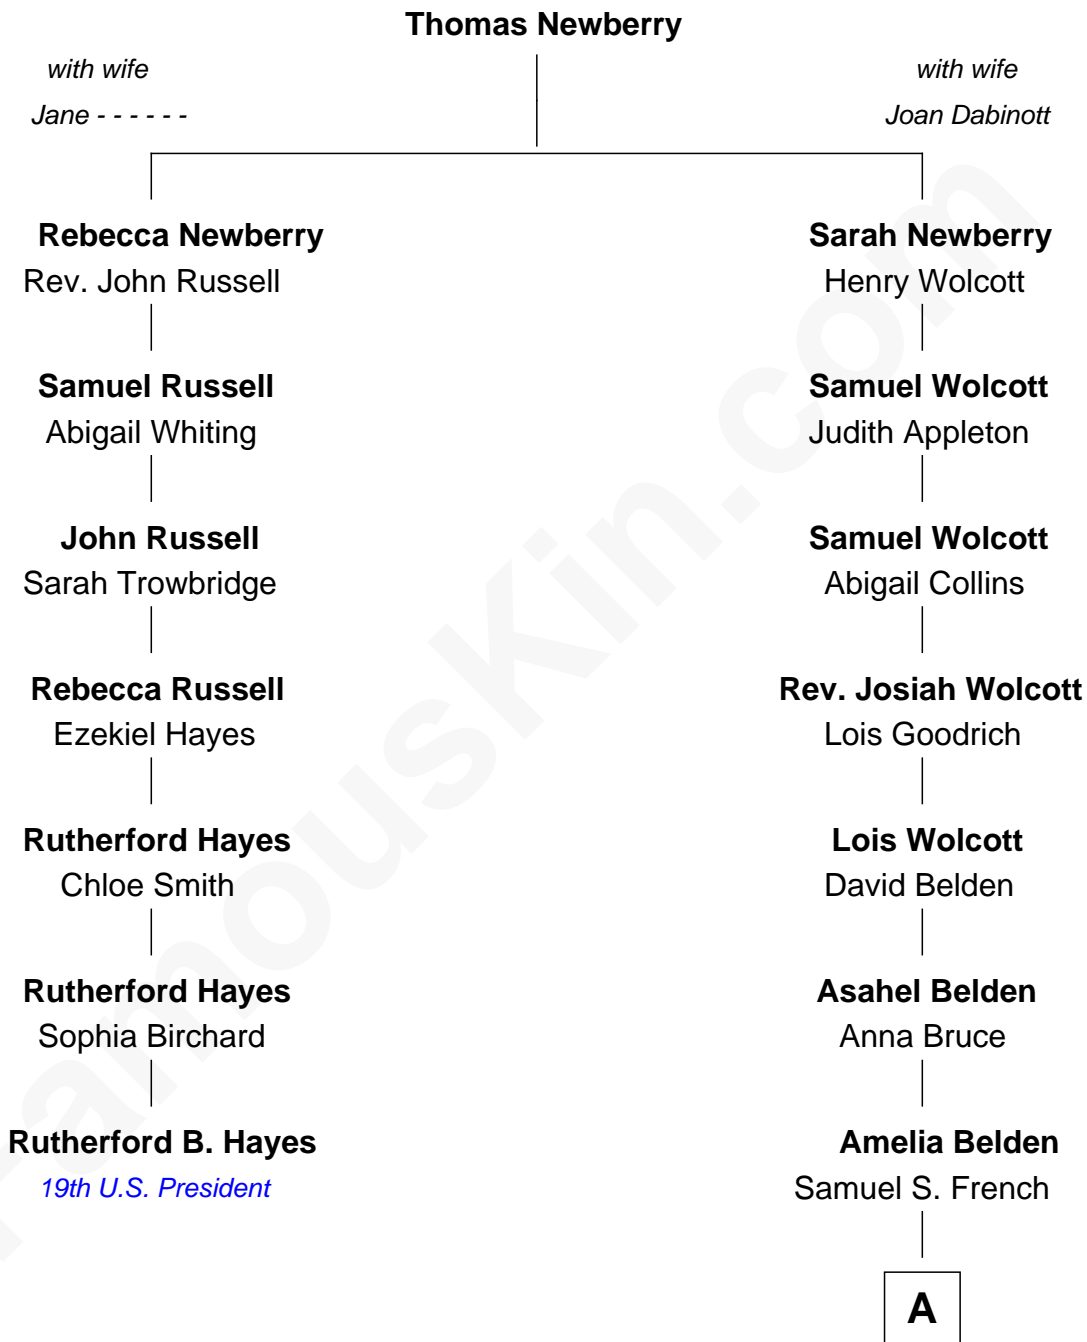 Thomas Newberry
with wife
Jane - - - - - -
with wife
Joan Dabinott
Rebecca Newberry
Rev. John Russell
Samuel Russell
Abigail Whiting
John Russell
Sarah Trowbridge
Rebecca Russell
Ezekiel Hayes
Rutherford Hayes
Chloe Smith
Rutherford Hayes
Sophia Birchard
Rutherford B. Hayes
19th U.S. President
Sarah Newberry
Henry Wolcott
Samuel Wolcott
Judith Appleton
Samuel Wolcott
Abigail Collins
Rev. Josiah Wolcott
Lois Goodrich
Lois Wolcott
David Belden
Asahel Belden
Anna Bruce
Amelia Belden
Samuel S. French
A
FamousKin.com